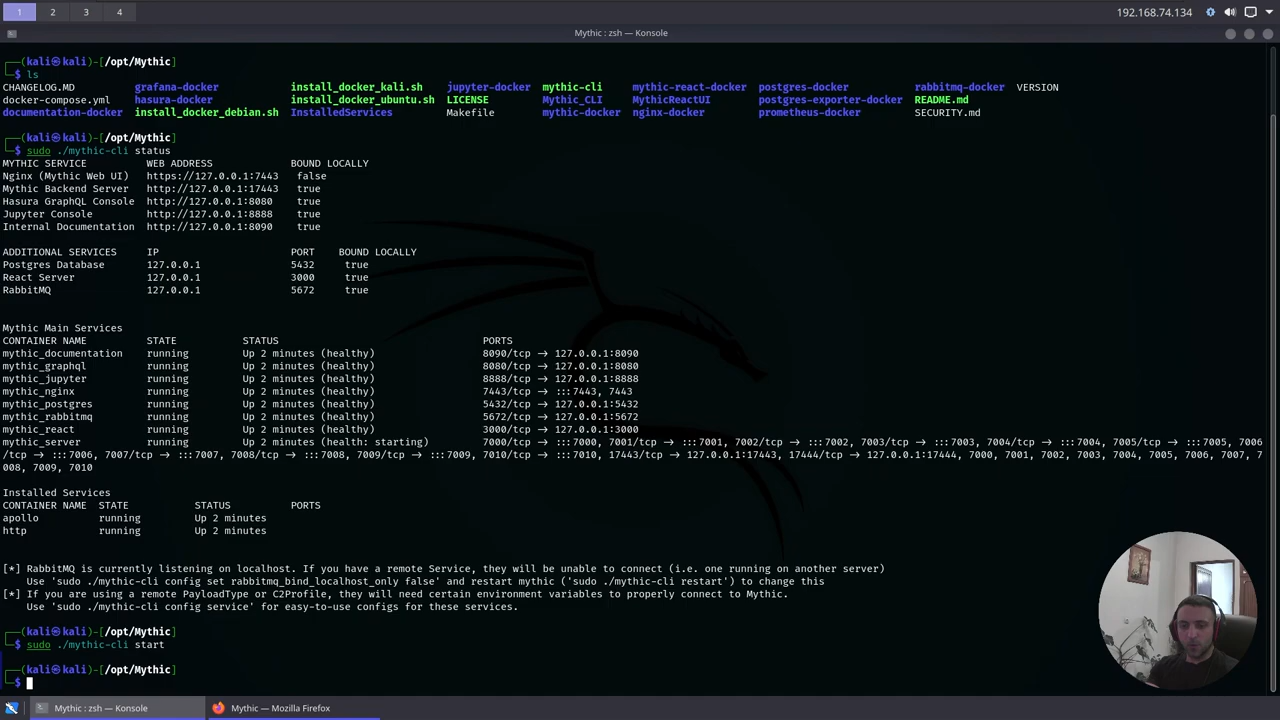 1 2 3 4 192.168.74.134
Mythic : zsh — Konsole
┌──(kali㉿kali)-[/opt/Mythic]
└─$ ls
CHANGELOG.MD grafana-docker install_docker_kali.sh jupyter-docker mythic-cli mythic-react-docker postgres-docker rabbitmq-docker VERSION
docker-compose.yml hasura-docker install_docker_ubuntu.sh LICENSE Mythic_CLI MythicReactUI postgres-exporter-docker README.md
documentation-docker install_docker_debian.sh InstalledServices Makefile mythic-docker nginx-docker prometheus-docker SECURITY.md
┌──(kali㉿kali)-[/opt/Mythic]
└─$ sudo ./mythic-cli status
MYTHIC SERVICE WEB ADDRESS BOUND LOCALLY
Nginx (Mythic Web UI) https://127.0.0.1:7443 false
Mythic Backend Server http://127.0.0.1:17443 true
Hasura GraphQL Console http://127.0.0.1:8080 true
Jupyter Console http://127.0.0.1:8888 true
Internal Documentation http://127.0.0.1:8090 true
ADDITIONAL SERVICES IP PORT BOUND LOCALLY
Postgres Database 127.0.0.1 5432 true
React Server 127.0.0.1 3000 true
RabbitMQ 127.0.0.1 5672 true
Mythic Main Services
CONTAINER NAME STATE STATUS PORTS
mythic_documentation running Up 2 minutes (healthy) 8090/tcp → 127.0.0.1:8090
mythic_graphql running Up 2 minutes (healthy) 8080/tcp → 127.0.0.1:8080
mythic_jupyter running Up 2 minutes (healthy) 8888/tcp → 127.0.0.1:8888
mythic_nginx running Up 2 minutes (healthy) 7443/tcp → :::7443, 7443
mythic_postgres running Up 2 minutes (healthy) 5432/tcp → 127.0.0.1:5432
mythic_rabbitmq running Up 2 minutes (healthy) 5672/tcp → 127.0.0.1:5672
mythic_react running Up 2 minutes (healthy) 3000/tcp → 127.0.0.1:3000
mythic_server running Up 2 minutes (health: starting) 7000/tcp → :::7000, 7001/tcp → :::7001, 7002/tcp → :::7002, 7003/tcp → :::7003, 7004/tcp → :::7004, 7005/tcp → :::7005, 7006
/tcp → :::7006, 7007/tcp → :::7007, 7008/tcp → :::7008, 7009/tcp → :::7009, 7010/tcp → :::7010, 17443/tcp → 127.0.0.1:17443, 17444/tcp → 127.0.0.1:17444, 7000, 7001, 7002, 7003, 7004, 7005, 7006, 7007, 7
008, 7009, 7010
Installed Services
CONTAINER NAME STATE STATUS PORTS
apollo running Up 2 minutes
http running Up 2 minutes
[*] RabbitMQ is currently listening on localhost. If you have a remote Service, they will be unable to connect (i.e. one running on another server)
Use 'sudo ./mythic-cli config set rabbitmq_bind_localhost_only false' and restart mythic ('sudo ./mythic-cli restart') to change this
[*] If you are using a remote PayloadType or C2Profile, they will need certain environment variables to properly connect to Mythic.
Use 'sudo ./mythic-cli config service' for easy-to-use configs for these services.
┌──(kali㉿kali)-[/opt/Mythic]
└─$ sudo ./mythic-cli start
┌──(kali㉿kali)-[/opt/Mythic]
└─$
Mythic : zsh — Konsole Mythic — Mozilla Firefox